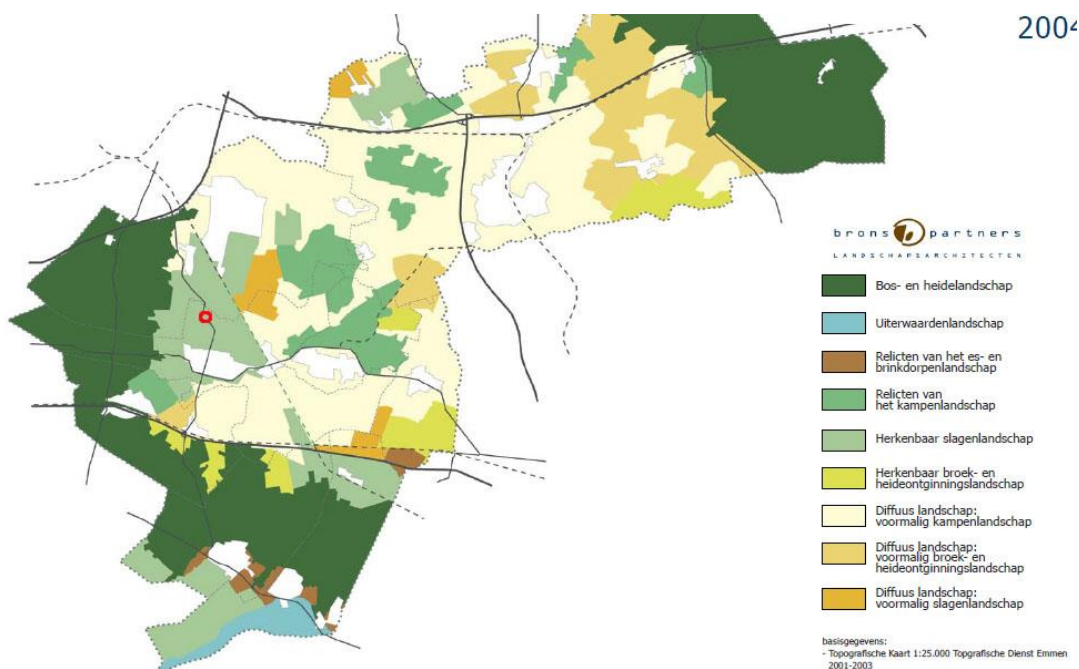 2004
brons partners
LANDSCHAPSARCHITECTEN
Bos- en heidelandschap
Uiterwaardenlandschap
Relicten van het es- en
brinkdorpenlandschap
Relicten van
het kampenlandschap
Herkenbaar slagenlandschap
Herkenbaar broek- en
heideontginningslandschap
Diffuus landschap:
voormalig kampenlandschap
Diffuus landschap:
voormalig broek- en
heideontginningslandschap
Diffuus landschap:
voormalig slagenlandschap
basisgegevens:
- Topografische Kaart 1:25.000 Topgrafische Dienst Emmen
2001-2003